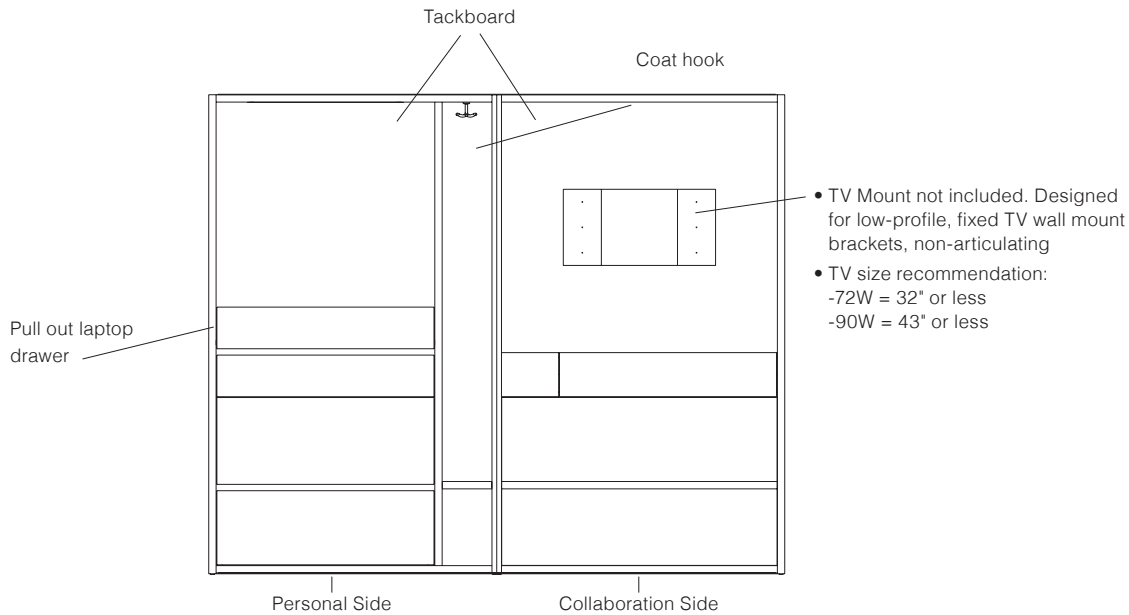 Tackboard
Coat hook
• TV Mount not included. Designed
for low-profile, fixed TV wall mount
brackets, non-articulating
• TV size recommendation:
-72W = 32" or less
-90W = 43" or less
Pull out laptop
drawer
Personal Side
Collaboration Side